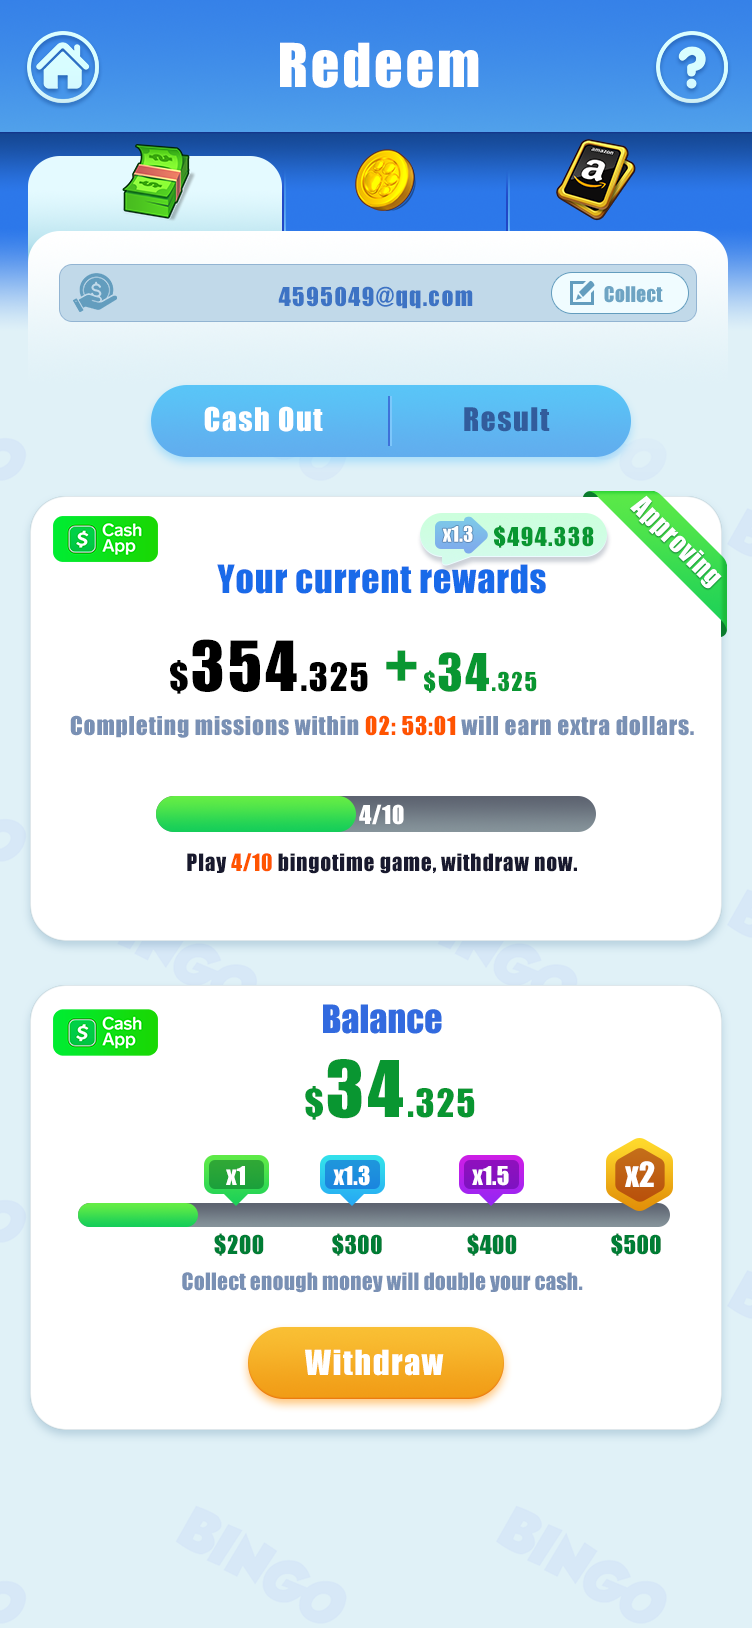 Redeem
?
amazon
a
4595049@qq.com
Collect
Cash Out
Result
Approving
$ Cash
App
x1.3 $494.338
Your current rewards
$354.325 + $34.325
Completing missions within 02: 53:01 will earn extra dollars.
4/10
Play 4/10 bingotime game, withdraw now.
$ Cash
App
Balance
$34.325
x1 x1.3 x1.5 x2
$200 $300 $400 $500
Collect enough money will double your cash.
Withdraw
BINGO BINGO